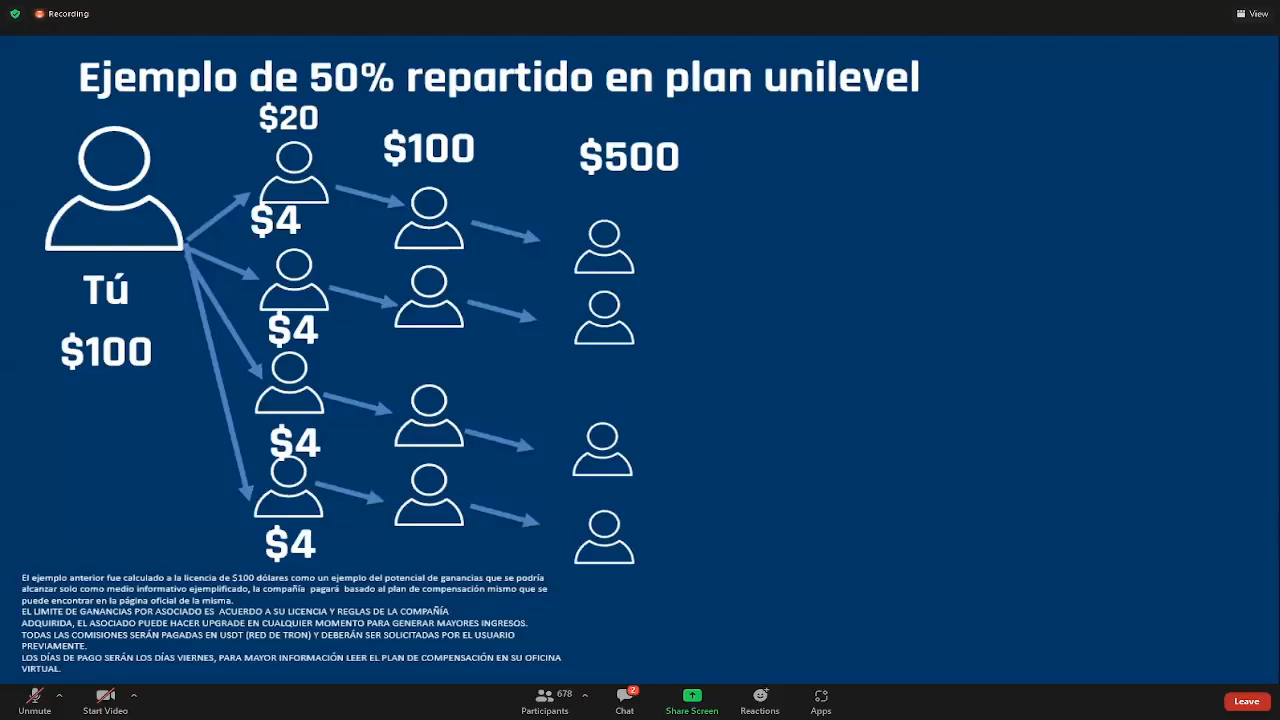 Recording
View
Ejemplo de 50% repartido en plan unilevel
$20
$100
$500
$4
Tú
$4
$100
$4
$4
El ejemplo anterior fue calculado a la licencia de $100 dólares como un ejemplo del potencial de ganancias que se podría
alcanzar solo como medio informativo ejemplificado, la compañía pagará basado al plan de compensación mismo que se
puede encontrar en la página oficial de la misma.
EL LIMITE DE GANANCIAS POR ASOCIADO ES ACUERDO A SU LICENCIA Y REGLAS DE LA COMPAÑÍA
ADQUIRIDA, EL ASOCIADO PUEDE HACER UPGRADE EN CUALQUIER MOMENTO PARA GENERAR MAYORES INGRESOS.
TODAS LAS COMISIONES SERÁN PAGADAS EN USDT (RED DE TRON) Y DEBERÁN SER SOLICITADAS POR EL USUARIO
PREVIAMENTE.
LOS DÍAS DE PAGO SERÁN LOS DÍAS VIERNES, PARA MAYOR INFORMACIÓN LEER EL PLAN DE COMPENSACIÓN EN SU OFICINA
VIRTUAL.
678
2
Unmute
Start Video
Participants
Chat
Share Screen
Reactions
Apps
Leave